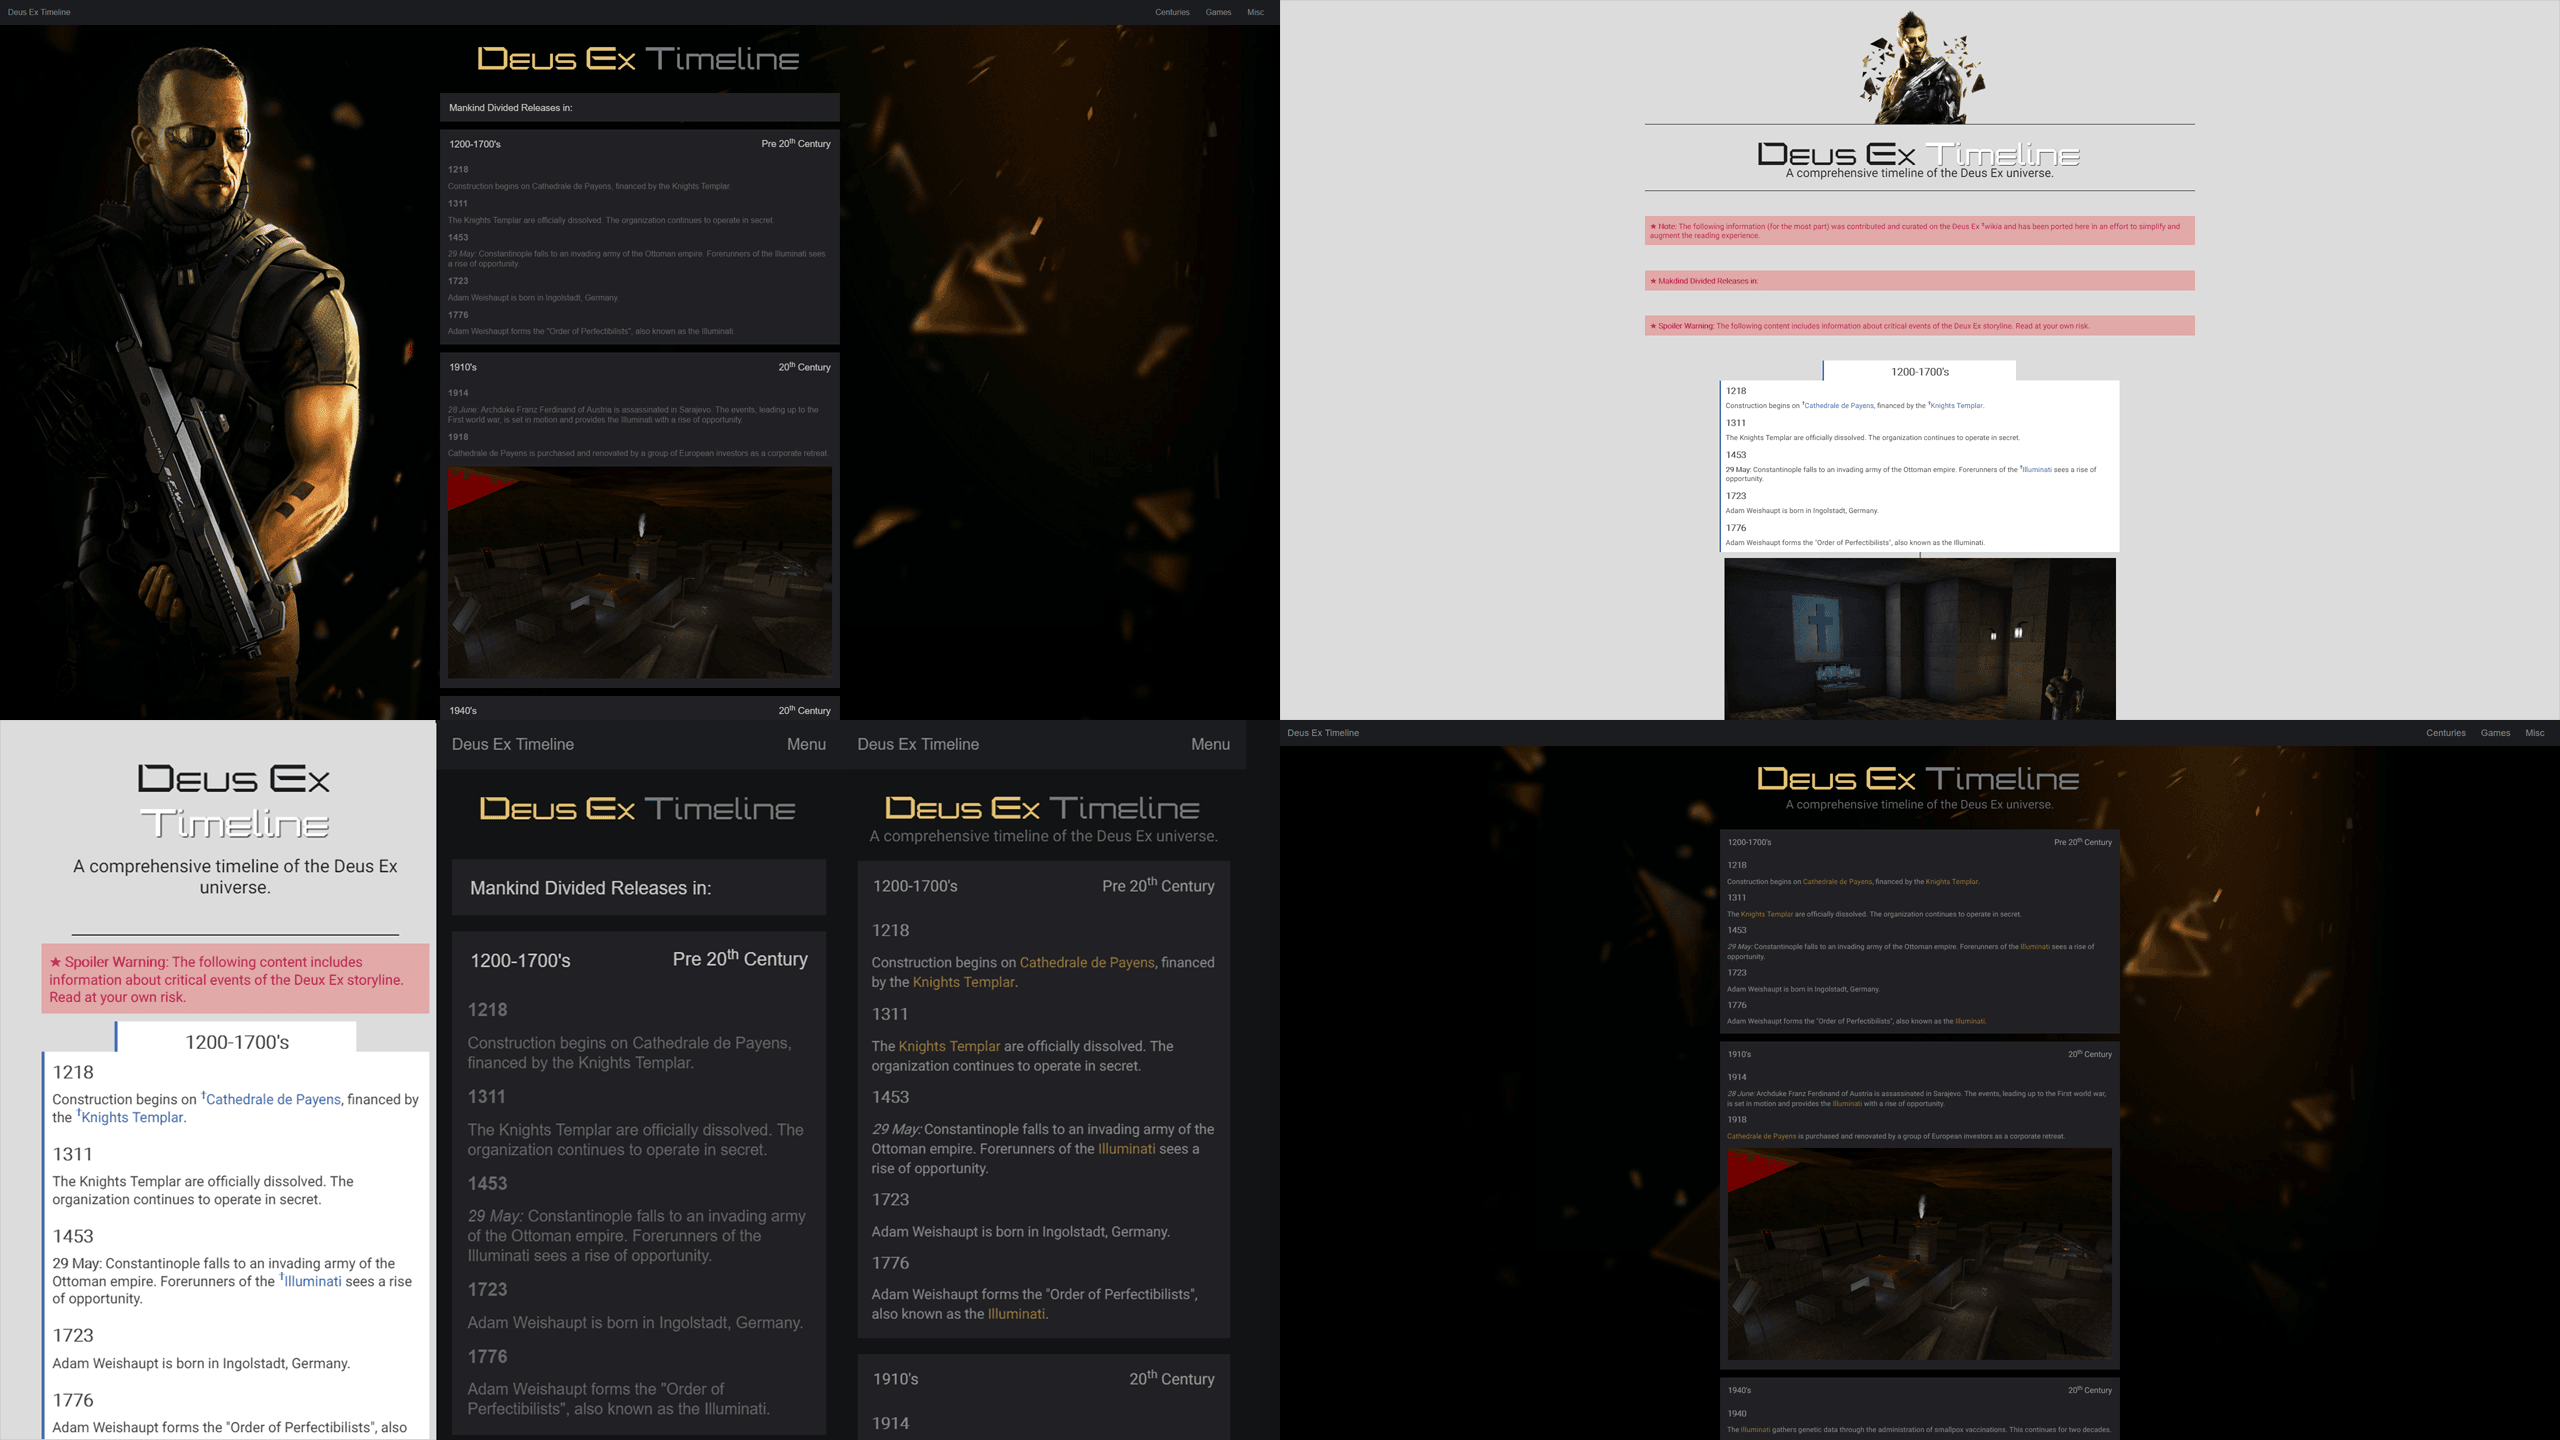 Deus Ex Timeline
Centuries Games Misc
Deus Ex Timeline
Mankind Divided Releases in:
1200-1700's Pre 20th Century
1218
Construction begins on Cathedrale de Payens, financed by the Knights Templar.
1311
The Knights Templar are officially dissolved. The organization continues to operate in secret.
1453
29 May: Constantinople falls to an invading army of the Ottoman empire. Forerunners of the Illuminati sees
a rise of opportunity.
1723
Adam Weishaupt is born in Ingolstadt, Germany.
1776
Adam Weishaupt forms the "Order of Perfectibilists", also known as the Illuminati.
1910's 20th Century
1914
28 June: Archduke Franz Ferdinand of Austria is assassinated in Sarajevo. The events, leading up to the
First world war, is set in motion and provides the Illuminati with a rise of opportunity.
1918
Cathedrale de Payens is purchased and renovated by a group of European investors as a corporate retreat.
1940's 20th Century
Deus Ex Timeline
A comprehensive timeline of the Deus Ex universe.
★ Note: The following information (for the most part) was contributed and curated on the Deus Ex †wikia and has been ported here in an effort to simplify and
augment the reading experience.
★ Makdind Divided Releases in:
★ Spoiler Warning: The following content includes information about critical events of the Deux Ex storyline. Read at your own risk.
1200-1700's
1218
Construction begins on †Cathedrale de Payens, financed by the †Knights Templar.
1311
The Knights Templar are officially dissolved. The organization continues to operate in secret.
1453
29 May: Constantinople falls to an invading army of the Ottoman empire. Forerunners of the †Illuminati sees a rise of
opportunity.
1723
Adam Weishaupt is born in Ingolstadt, Germany.
1776
Adam Weishaupt forms the "Order of Perfectibilists", also known as the Illuminati.
Deus Ex
Timeline
A comprehensive timeline of the Deus Ex
universe.
★ Spoiler Warning: The following content includes
information about critical events of the Deux Ex storyline.
Read at your own risk.
1200-1700's
1218
Construction begins on †Cathedrale de Payens, financed by
the †Knights Templar.
1311
The Knights Templar are officially dissolved. The
organization continues to operate in secret.
1453
29 May: Constantinople falls to an invading army of the
Ottoman empire. Forerunners of the †Illuminati sees a rise
of opportunity.
1723
Adam Weishaupt is born in Ingolstadt, Germany.
1776
Adam Weishaupt forms the "Order of Perfectibilists", also
Deus Ex Timeline Menu
Deus Ex Timeline
Mankind Divided Releases in:
1200-1700's Pre 20th Century
1218
Construction begins on Cathedrale de Payens,
financed by the Knights Templar.
1311
The Knights Templar are officially dissolved. The
organization continues to operate in secret.
1453
29 May: Constantinople falls to an invading army
of the Ottoman empire. Forerunners of the
Illuminati sees a rise of opportunity.
1723
Adam Weishaupt is born in Ingolstadt, Germany.
1776
Adam Weishaupt forms the "Order of
Perfectibilists", also known as the Illuminati.
Deus Ex Timeline Menu
Deus Ex Timeline
A comprehensive timeline of the Deus Ex universe.
1200-1700's Pre 20th Century
1218
Construction begins on Cathedrale de Payens, financed
by the Knights Templar.
1311
The Knights Templar are officially dissolved. The
organization continues to operate in secret.
1453
29 May: Constantinople falls to an invading army of the
Ottoman empire. Forerunners of the Illuminati sees a
rise of opportunity.
1723
Adam Weishaupt is born in Ingolstadt, Germany.
1776
Adam Weishaupt forms the "Order of Perfectibilists",
also known as the Illuminati.
1910's 20th Century
1914
Deus Ex Timeline
Centuries Games Misc
Deus Ex Timeline
A comprehensive timeline of the Deus Ex universe.
1200-1700's Pre 20th Century
1218
Construction begins on Cathedrale de Payens, financed by the Knights Templar.
1311
The Knights Templar are officially dissolved. The organization continues to operate in secret.
1453
29 May: Constantinople falls to an invading army of the Ottoman empire. Forerunners of the Illuminati sees a rise of
opportunity.
1723
Adam Weishaupt is born in Ingolstadt, Germany.
1776
Adam Weishaupt forms the "Order of Perfectibilists", also known as the Illuminati.
1910's 20th Century
1914
28 June: Archduke Franz Ferdinand of Austria is assassinated in Sarajevo. The events, leading up to the First world war,
is set in motion and provides the Illuminati with a rise of opportunity.
1918
Cathedrale de Payens is purchased and renovated by a group of European investors as a corporate retreat.
1940's 20th Century
1940
The Illuminati gathers genetic data through the administration of smallpox vaccinations. This continues for two decades.